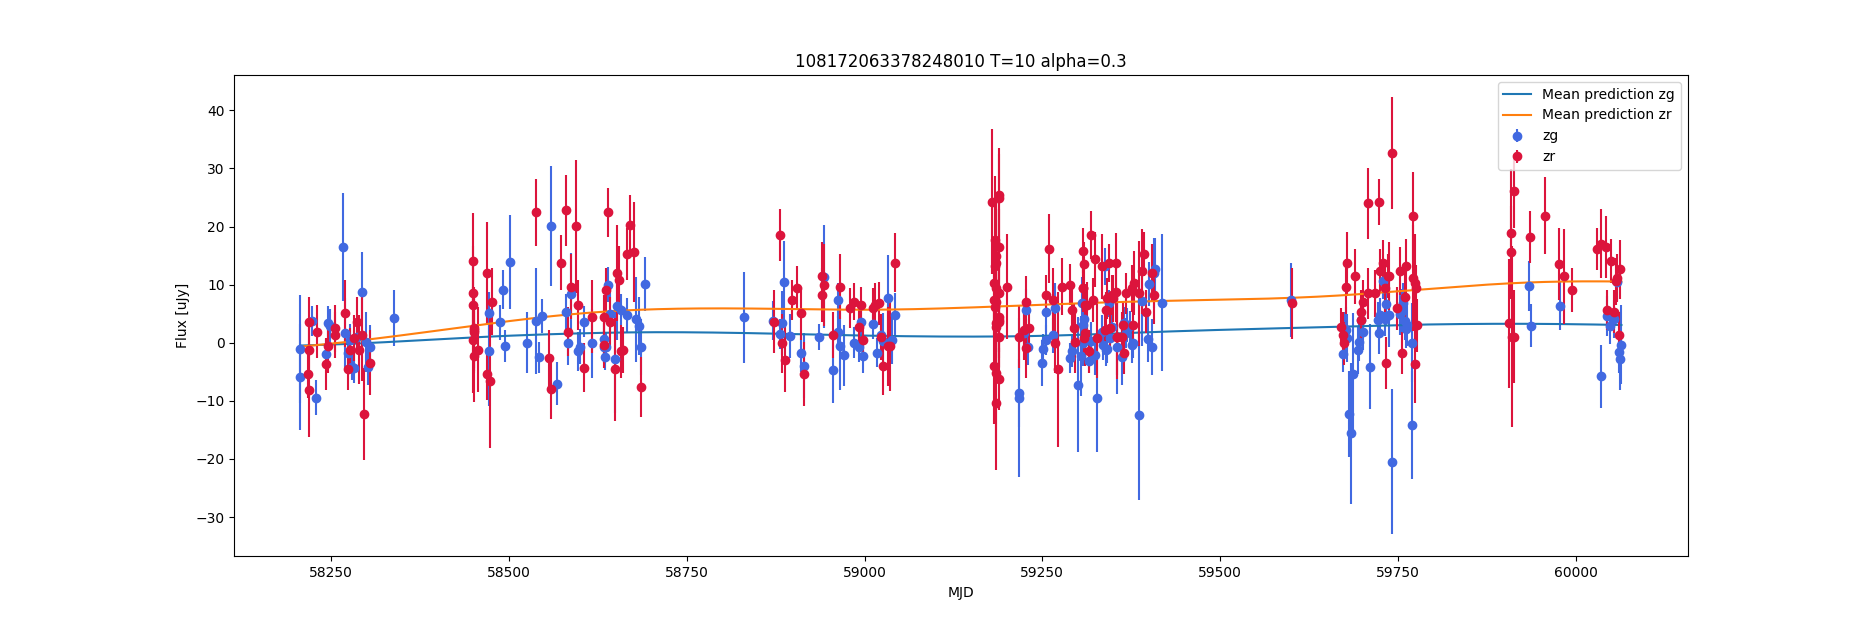 108172063378248010 T=10 alpha=0.3
Mean prediction zg
Mean prediction zr
zg
zr
Flux [uJy]
40
30
20
10
0
−10
−20
−30
58250
58500
58750
59000
59250
59500
59750
60000
MJD